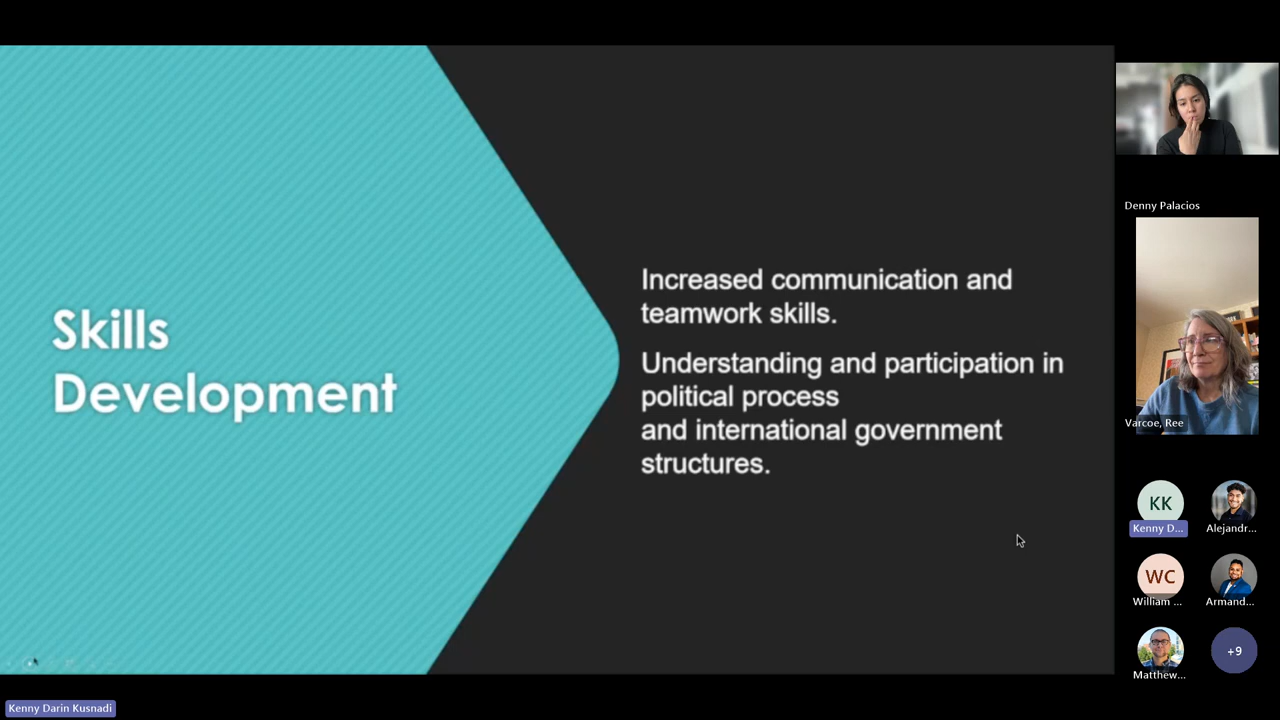 Skills
Development
Increased communication and
teamwork skills.
Understanding and participation in
political process
and international government
structures.
Denny Palacios
Varcoe, Ree
KK
Kenny D...
Alejandr...
WC
William ...
Armand...
Matthew...
+9
Kenny Darin Kusnadi